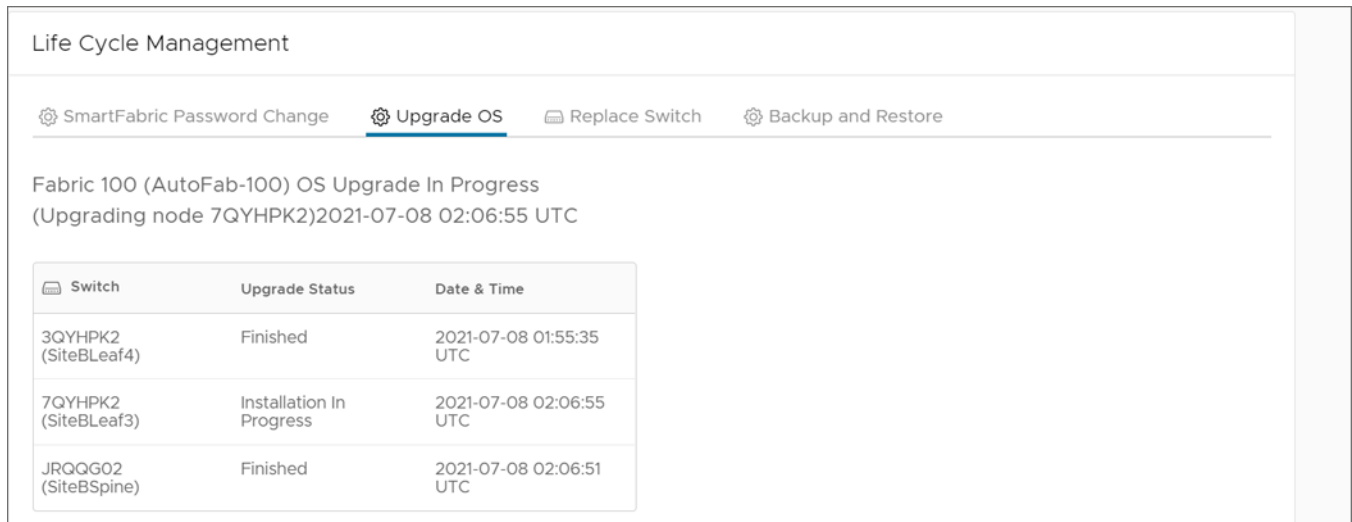 Life Cycle Management
SmartFabric Password Change Upgrade OS Replace Switch Backup and Restore
Fabric 100 (AutoFab-100) OS Upgrade In Progress
(Upgrading node 7QYHPK2)2021-07-08 02:06:55 UTC
Switch Upgrade Status Date & Time
3QYHPK2 Finished 2021-07-08 01:55:35
(SiteBLeaf4) UTC
7QYHPK2 Installation In 2021-07-08 02:06:55
(SiteBLeaf3) Progress UTC
JRQQG02 Finished 2021-07-08 02:06:51
(SiteBSpine) UTC